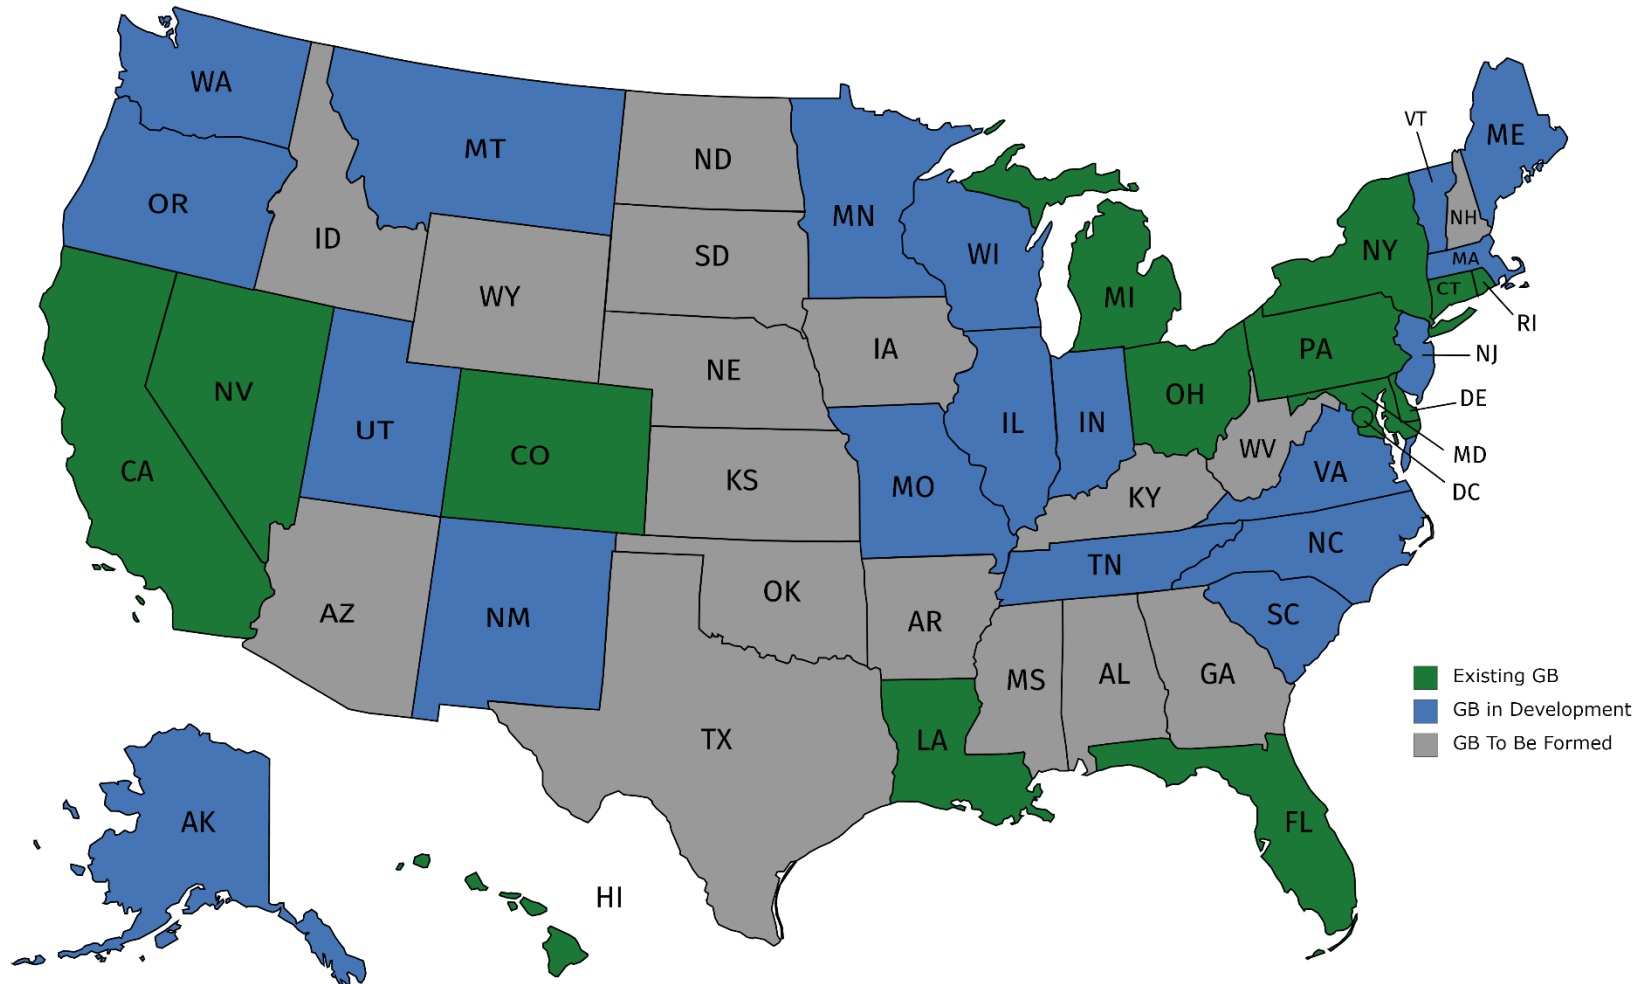 WA
MT
ND
MN
VT
ME
OR
ID
SD
WI
NY
NH
MA
CT
RI
WY
MI
IA
PA
NJ
NV
NE
OH
DE
UT
CO
IL
IN
WV
MD
CA
KS
MO
KY
VA
DC
NC
TN
AZ
NM
OK
AR
SC
MS
AL
GA
TX
LA
Existing GB
GB in Development
GB To Be Formed
AK
FL
HI